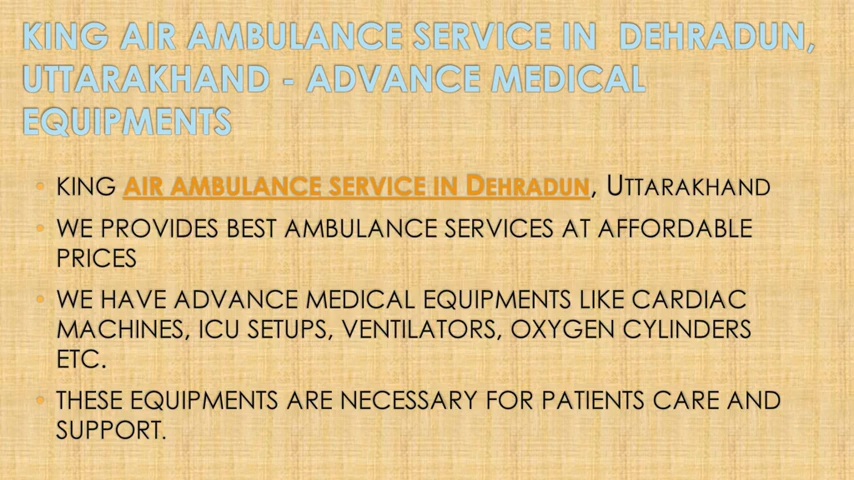 KING AIR AMBULANCE SERVICE IN DEHRADUN,
UTTARAKHAND - ADVANCE MEDICAL
EQUIPMENTS
• KING AIR AMBULANCE SERVICE IN DEHRADUN, UTTARAKHAND
• WE PROVIDES BEST AMBULANCE SERVICES AT AFFORDABLE
PRICES
• WE HAVE ADVANCE MEDICAL EQUIPMENTS LIKE CARDIAC
MACHINES, ICU SETUPS, VENTILATORS, OXYGEN CYLINDERS
ETC.
• THESE EQUIPMENTS ARE NECESSARY FOR PATIENTS CARE AND
SUPPORT.